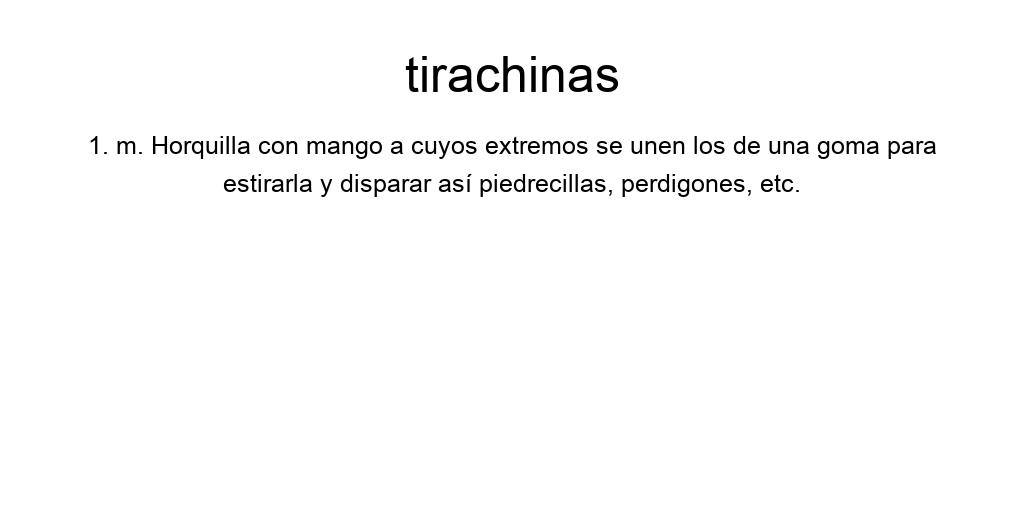 tirachinas
1. m. Horquilla con mango a cuyos extremos se unen los de una goma para
estirarla y disparar así piedrecillas, perdigones, etc.